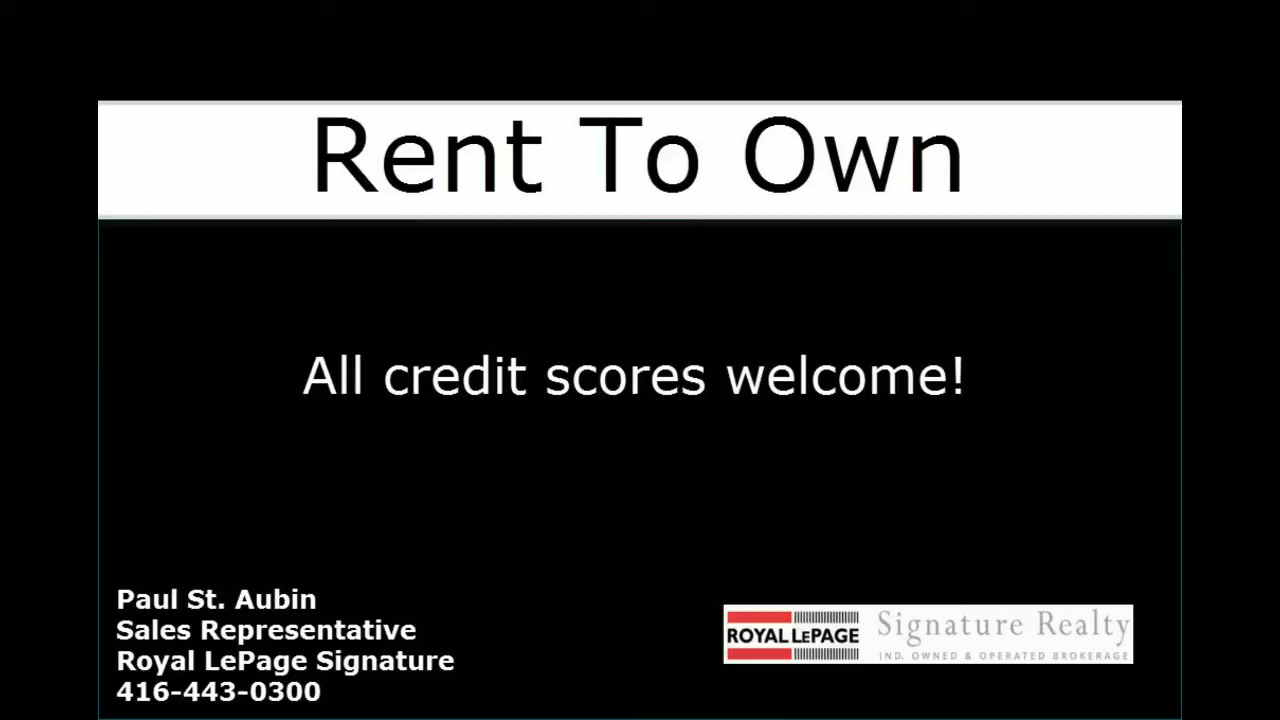 Rent To Own
All credit scores welcome!
Paul St. Aubin
Sales Representative
Royal LePage Signature
416-443-0300
ROYAL LEPAGE
Signature Realty
IND. OWNED & OPERATED BROKERAGE